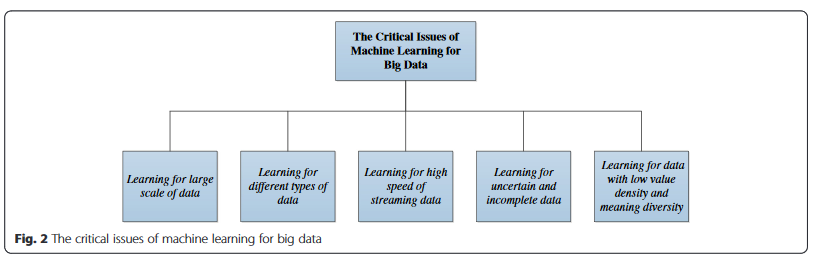 The Critical Issues of
Machine Learning for
Big Data
Learning for large
scale of data
Learning for
different types of
data
Learning for high
speed of
streaming data
Learning for
uncertain and
incomplete data
Learning for data
with low value
density and
meaning diversity
Fig. 2 The critical issues of machine learning for big data